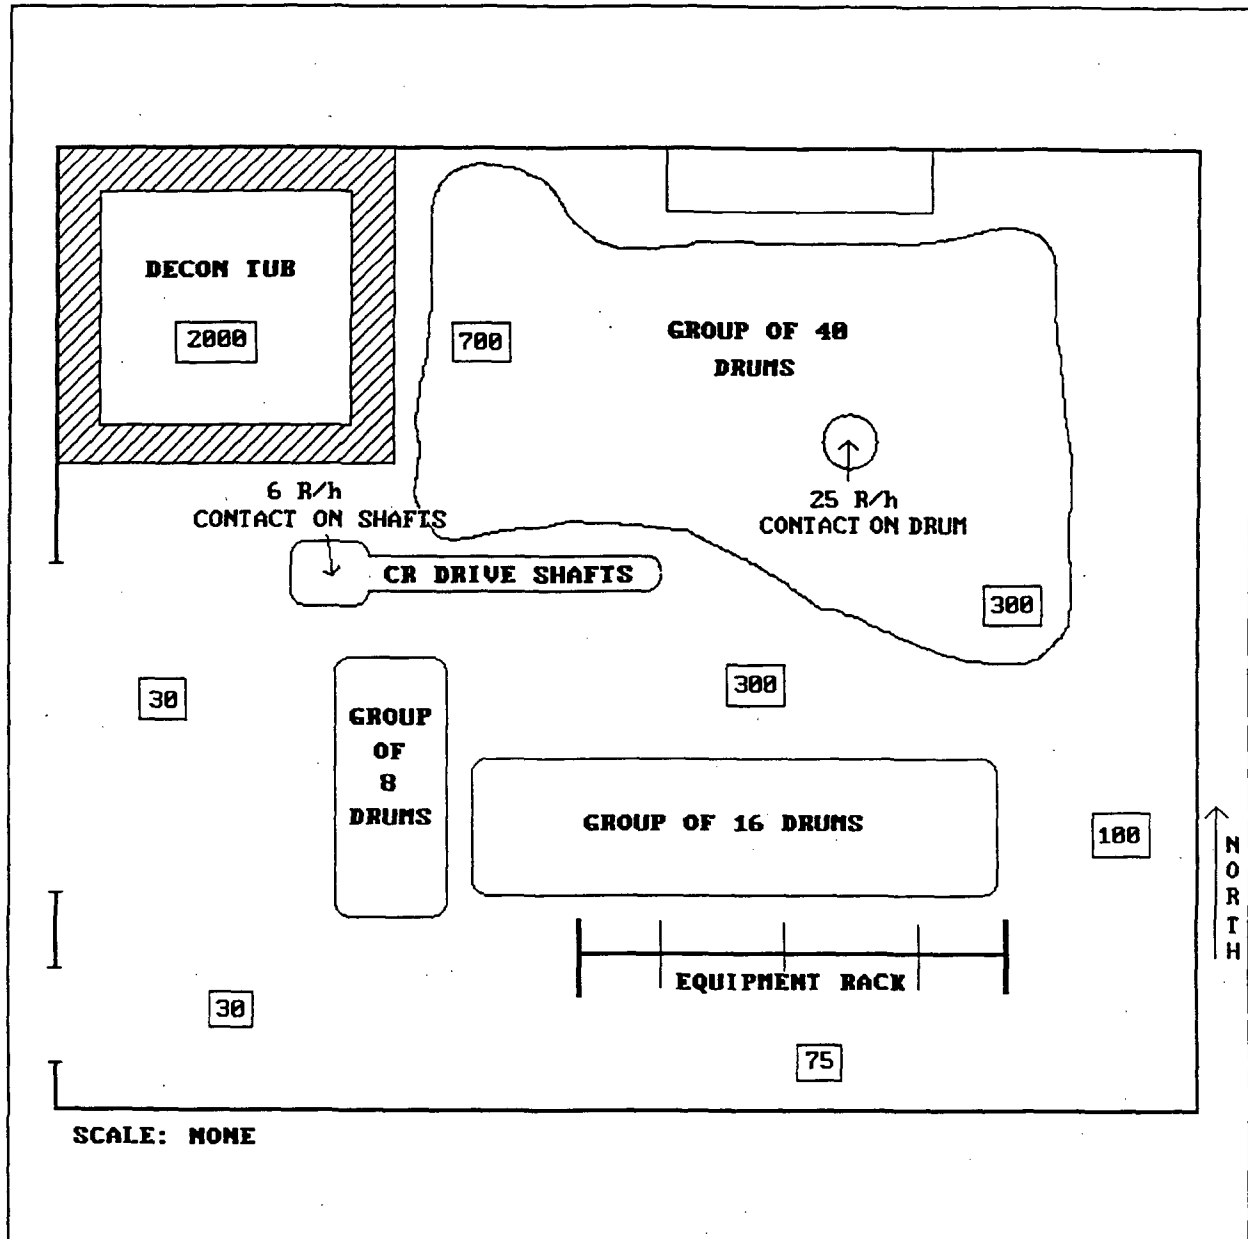 DECON TUB
2000
700
GROUP OF 40
DRUMS
6 R/h
CONTACT ON SHAFTS
25 R/h
CONTACT ON DRUM
CR DRIVE SHAFTS
300
30
300
GROUP
OF
8
DRUMS
GROUP OF 16 DRUMS
100
NORTH
EQUIPMENT RACK
30
75
SCALE: NONE